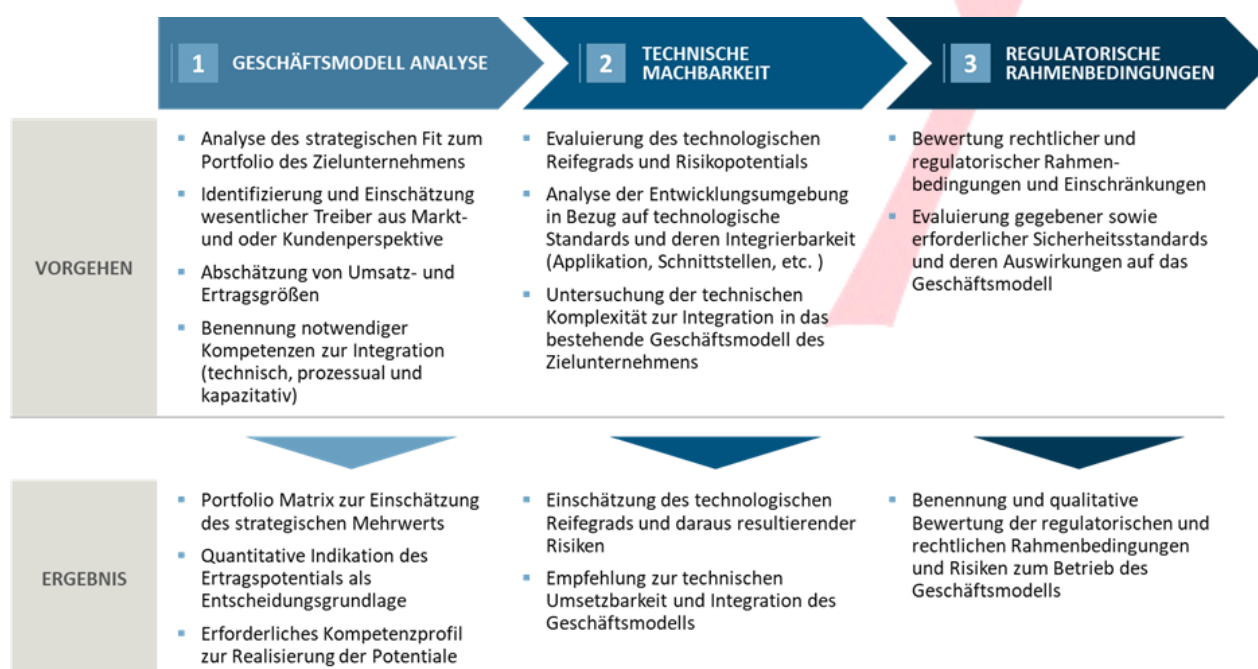 1 GESCHÄFTSMODELL ANALYSE
2 TECHNISCHE
MACHBARKEIT
3 REGULATORISCHE
RAHMENBEDINGUNGEN
VORGEHEN
▪ Analyse des strategischen Fit zum
Portfolio des Zielunternehmens
▪ Identifizierung und Einschätzung
wesentlicher Treiber aus Markt-
und oder Kundenperspektive
▪ Abschätzung von Umsatz- und
Ertragsgrößen
▪ Benennung notwendiger
Kompetenzen zur Integration
(technisch, prozessual und
kapazitativ)
▪ Evaluierung des technologischen
Reifegrads und Risikopotentials
▪ Analyse der Entwicklungsumgebung
in Bezug auf technologische
Standards und deren Integrierbarkeit
(Applikation, Schnittstellen, etc. )
▪ Untersuchung der technischen
Komplexität zur Integration in das
bestehende Geschäftsmodell des
Zielunternehmens
▪ Bewertung rechtlicher und
regulatorischer Rahmen-
bedingungen und Einschränkungen
▪ Evaluierung gegebener sowie
erforderlicher Sicherheitsstandards
und deren Auswirkungen auf das
Geschäftsmodell
ERGEBNIS
▪ Portfolio Matrix zur Einschätzung
des strategischen Mehrwerts
▪ Quantitative Indikation des
Ertragspotentials als
Entscheidungsgrundlage
▪ Erforderliches Kompetenzprofil
zur Realisierung der Potentiale
▪ Einschätzung des technologischen
Reifegrads und daraus resultierender
Risiken
▪ Empfehlung zur technischen
Umsetzbarkeit und Integration des
Geschäftsmodells
▪ Benennung und qualitative
Bewertung der regulatorischen und
rechtlichen Rahmenbedingungen
und Risiken zum Betrieb des
Geschäftsmodells